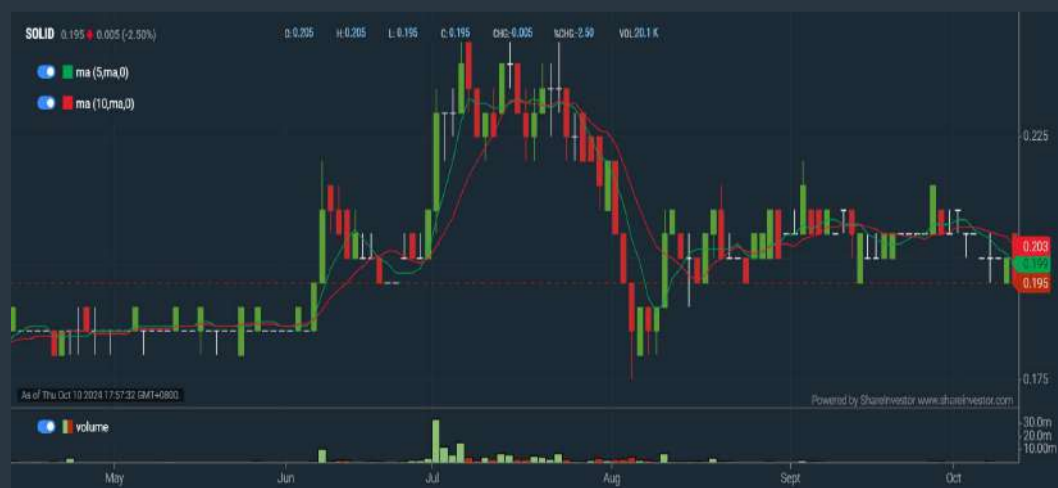 SOLID 0.195 0.005 (-2.50%) O: 0.205 H: 0.205 L: 0.195 C: 0.195 CHG: -0.005 %CHG: -2.50 VOL: 20.1 K
ma (5,ma,0)
ma (10,ma,0)
0.225
0.203
0.199
0.195
0.175
As of Thu Oct 10 2024 17:57:32 GMT+0800
Powered by ShareInvestor www.shareinvestor.com
volume
30.0m
20.0m
10.00m
May Jun Jul Aug Sept Oct